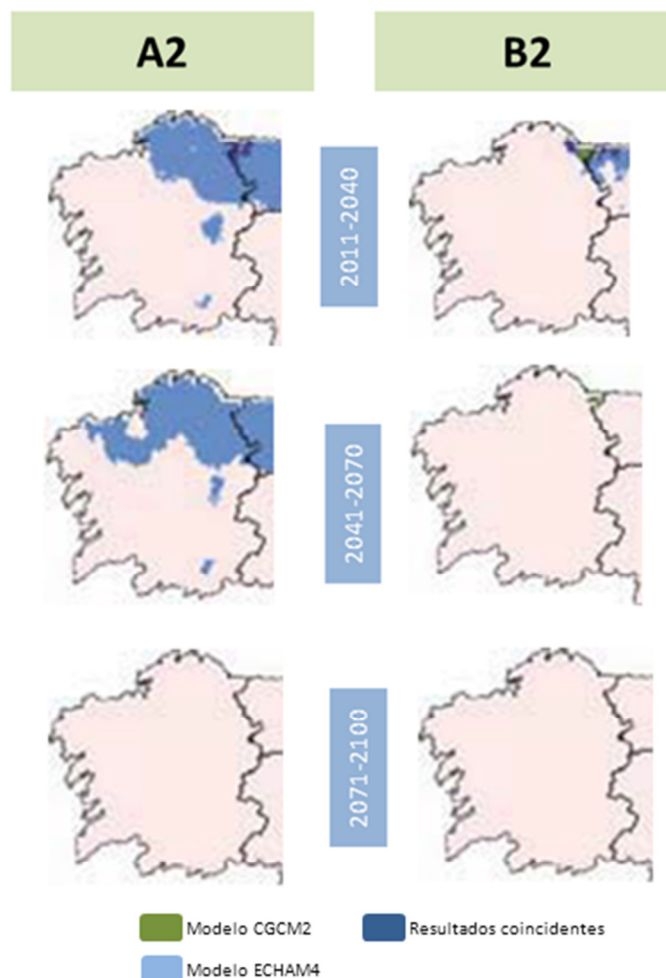 A2
B2
2011-2040
2041-2070
2071-2100
Modelo CGCM2
Resultados coincidentes
Modelo ECHAM4